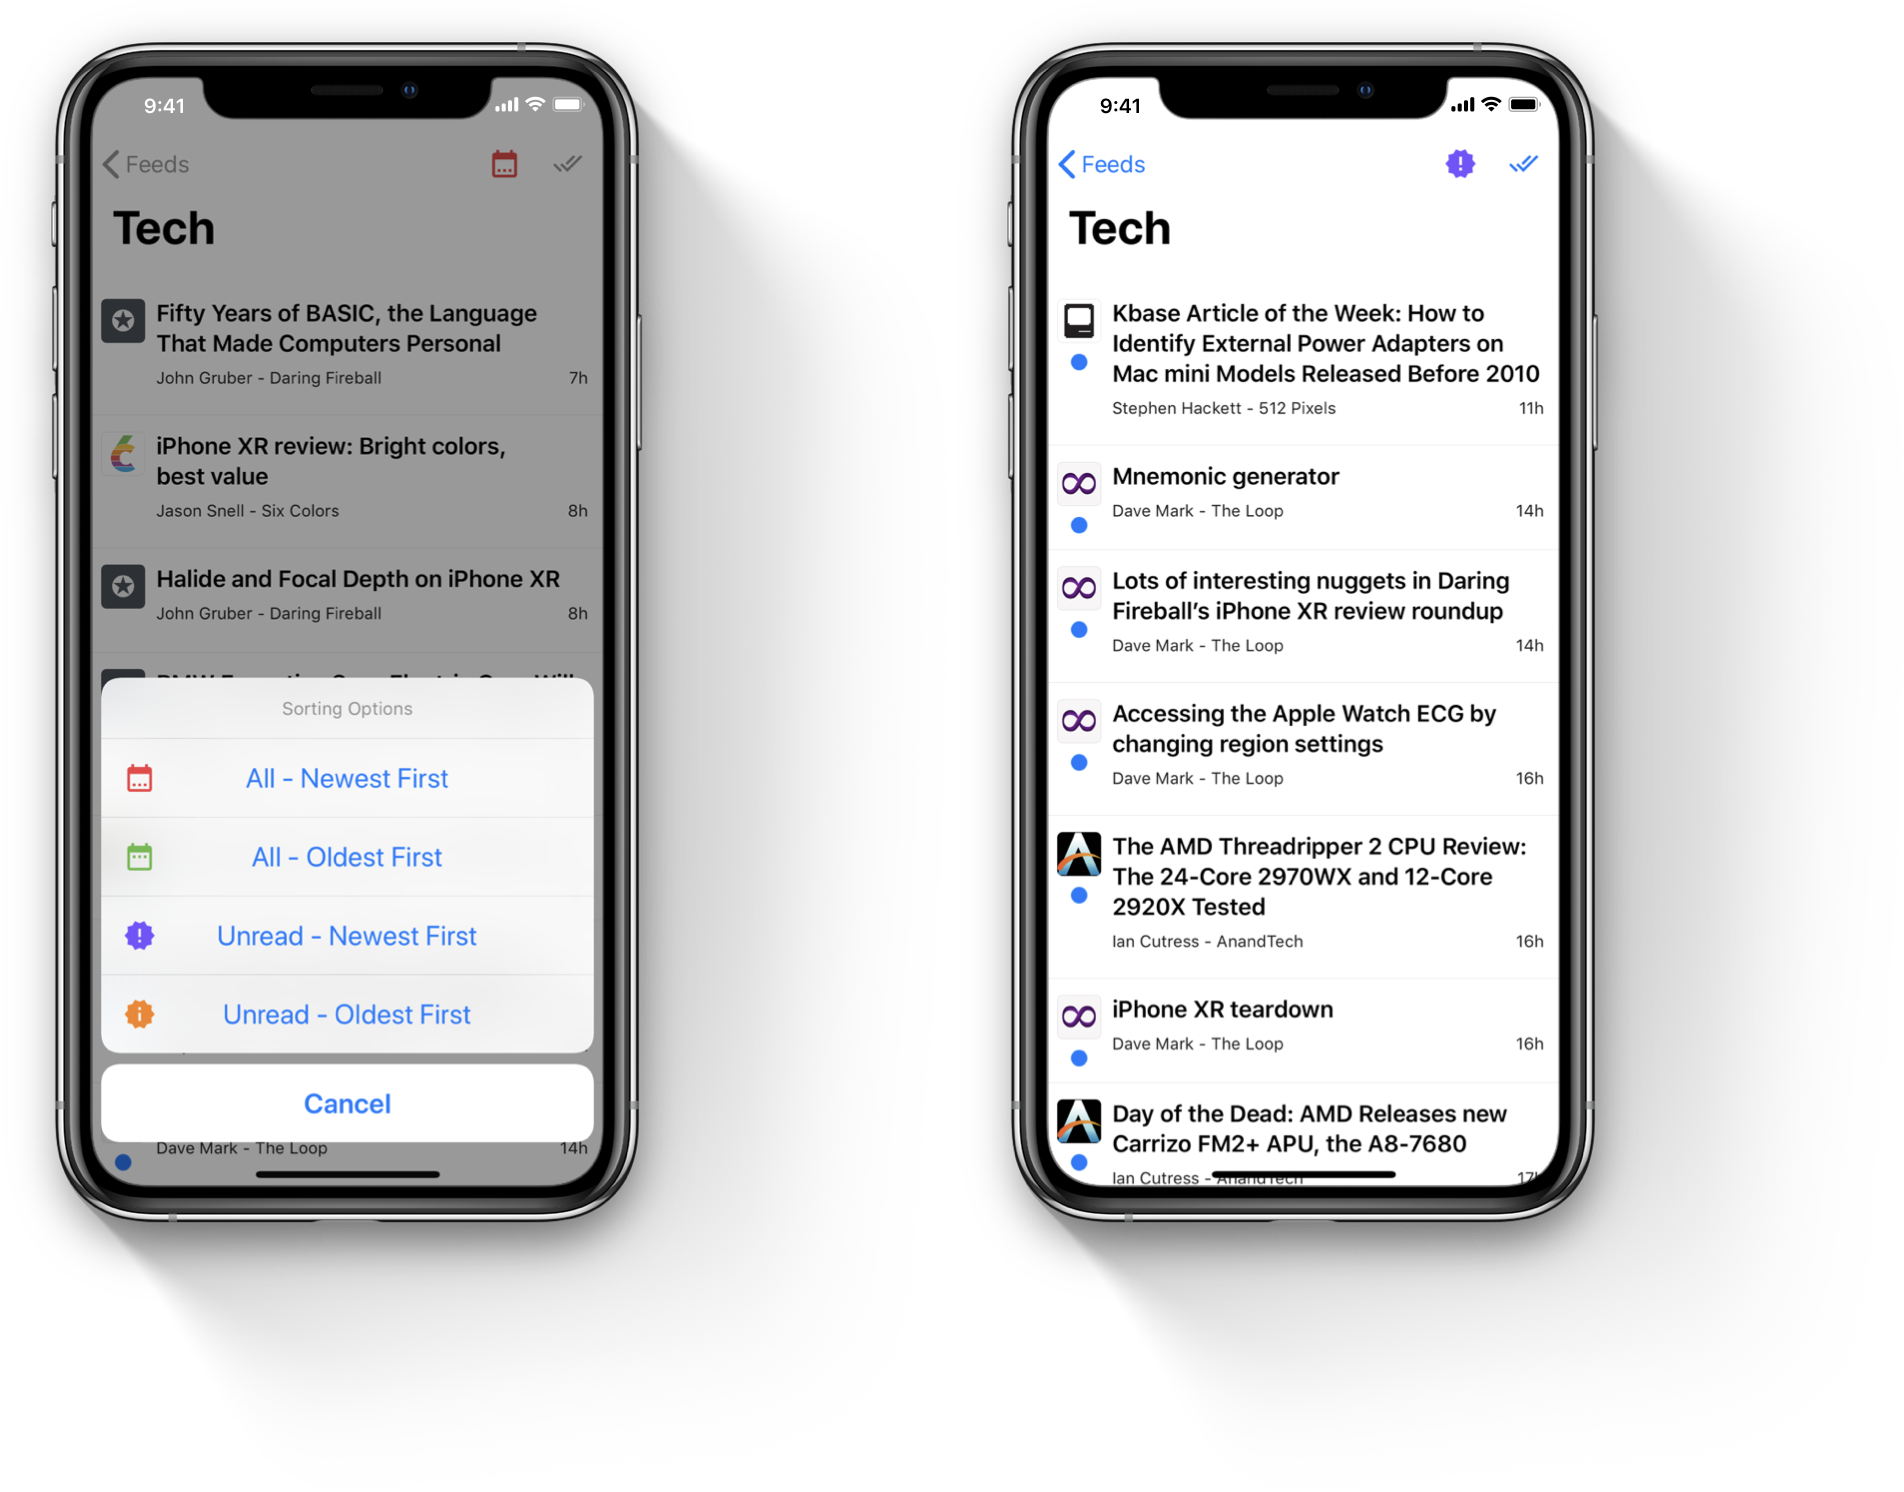 9:41
Feeds
Tech
Fifty Years of BASIC, the Language
That Made Computers Personal
John Gruber - Daring Fireball 7h
iPhone XR review: Bright colors,
best value
Jason Snell - Six Colors 8h
Halide and Focal Depth on iPhone XR
John Gruber - Daring Fireball 8h
Sorting Options
All - Newest First
All - Oldest First
Unread - Newest First
Unread - Oldest First
Cancel
Dave Mark - The Loop 14h
9:41
Feeds
Tech
Kbase Article of the Week: How to
Identify External Power Adapters on
Mac mini Models Released Before 2010
Stephen Hackett - 512 Pixels 11h
Mnemonic generator
Dave Mark - The Loop 14h
Lots of interesting nuggets in Daring
Fireball’s iPhone XR review roundup
Dave Mark - The Loop 14h
Accessing the Apple Watch ECG by
changing region settings
Dave Mark - The Loop 16h
The AMD Threadripper 2 CPU Review:
The 24-Core 2970WX and 12-Core
2920X Tested
Ian Cutress - AnandTech 16h
iPhone XR teardown
Dave Mark - The Loop 16h
Day of the Dead: AMD Releases new
Carrizo FM2+ APU, the A8-7680
Ian Cutress - AnandTech 17h